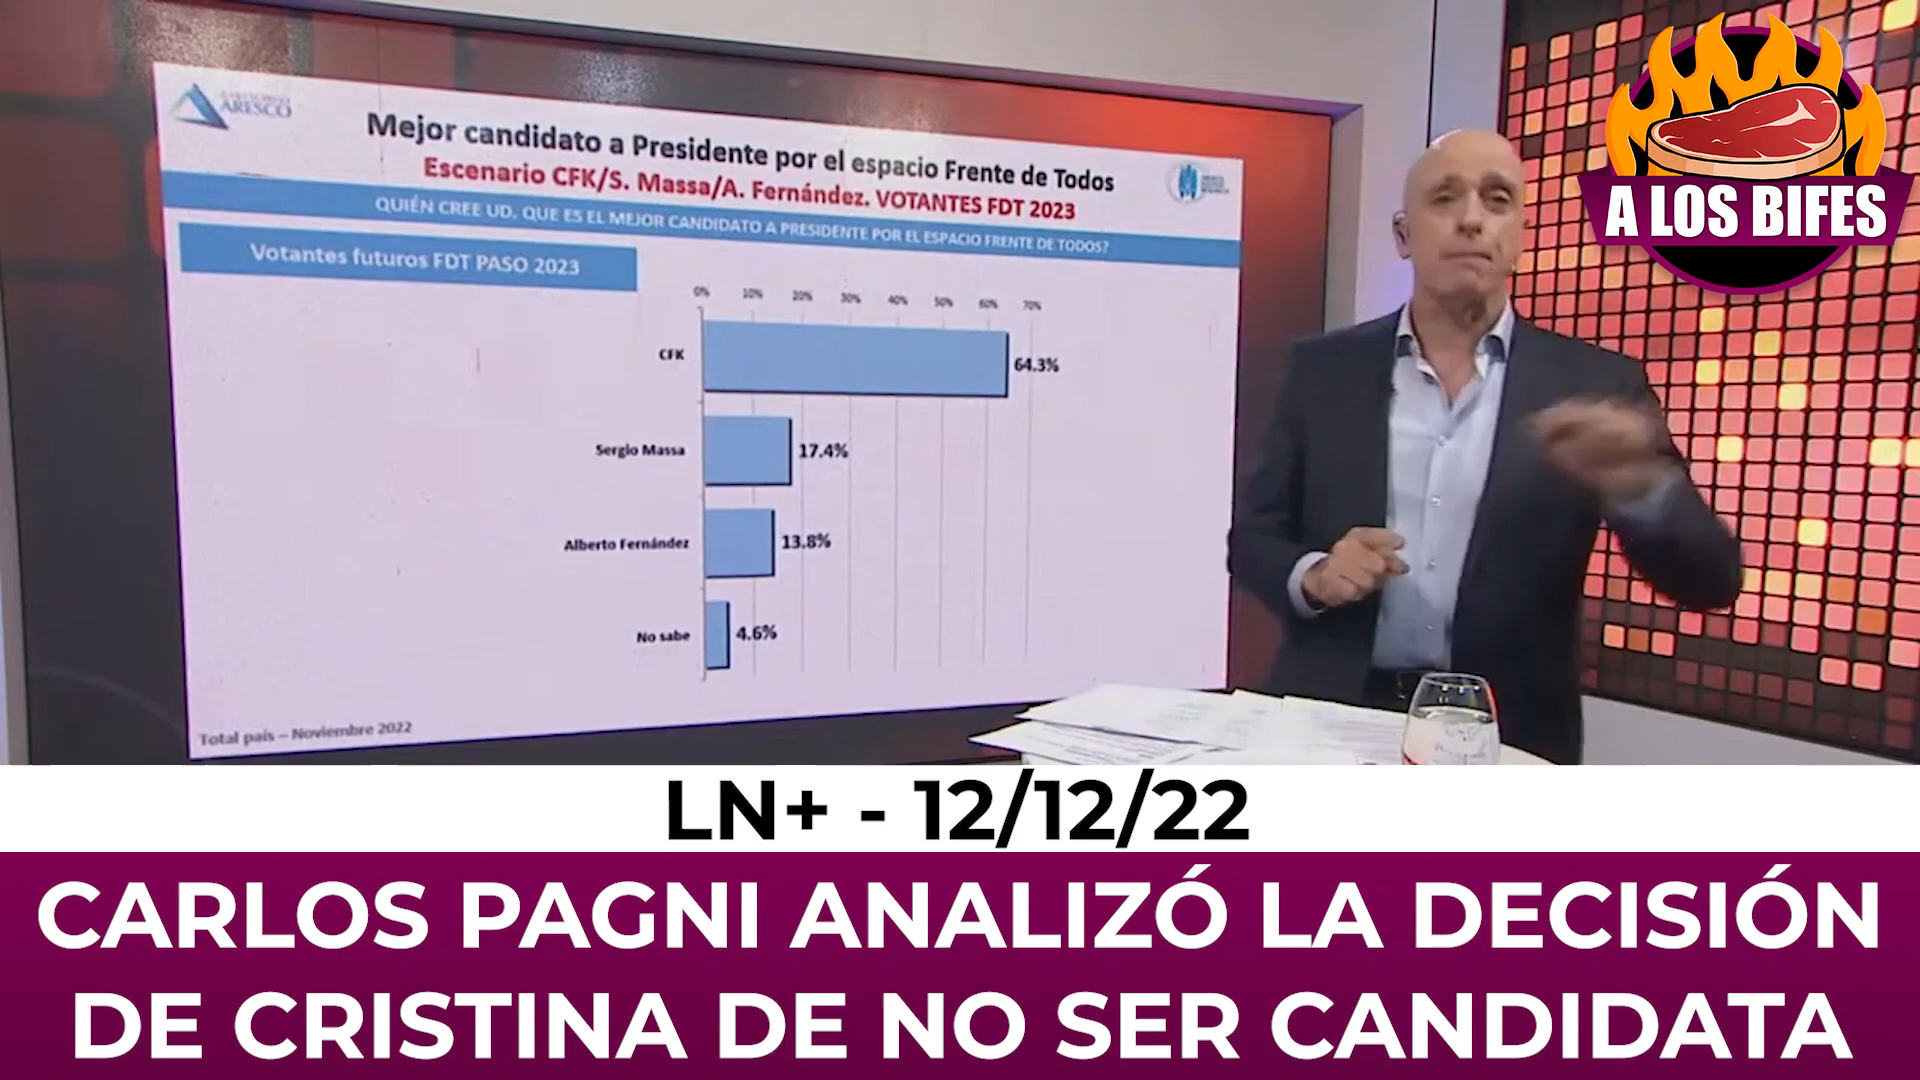 ARESCO
Mejor candidato a Presidente por el espacio Frente de Todos
Escenario CFK/S. Massa/A. Fernández. VOTANTES FDT 2023
QUIÉN CREE UD. QUE ES EL MEJOR CANDIDATO A PRESIDENTE POR EL ESPACIO FRENTE DE TODOS?
Votantes futuros FDT PASO 2023
0% 10% 20% 30% 40% 50% 60% 70%
CFK 64.3%
Sergio Massa 17.4%
Alberto Fernández 13.8%
No sabe 4.6%
Total país – Noviembre 2022
A LOS BIFES
LN+ - 12/12/22
CARLOS PAGNI ANALIZÓ LA DECISIÓN
DE CRISTINA DE NO SER CANDIDATA